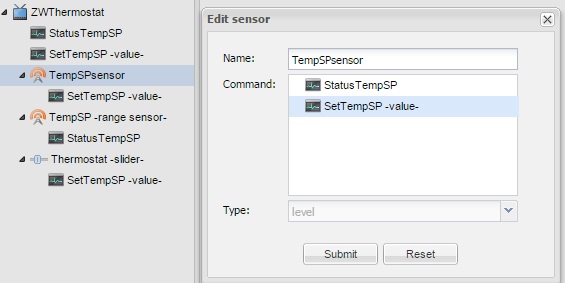 ZWThermostat
StatusTempSP
SetTempSP -value-
TempSPsensor
SetTempSP -value-
TempSP -range sensor-
StatusTempSP
Thermostat -slider-
SetTempSP -value-
Edit sensor
Name: TempSPsensor
Command: StatusTempSP
SetTempSP -value-
Type: level
Submit Reset